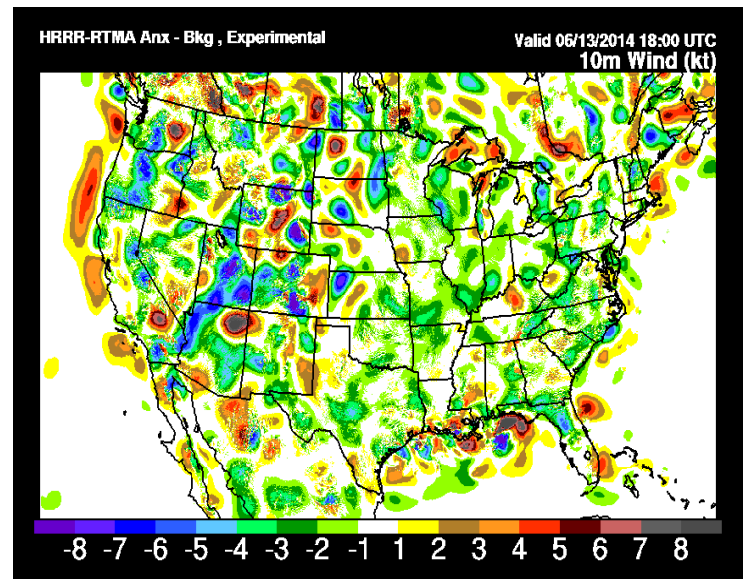 HRRR-RTMA Anx - Bkg , Experimental
Valid 06/13/2014 18:00 UTC
10m Wind (kt)
-8 -7 -6 -5 -4 -3 -2 -1 1 2 3 4 5 6 7 8